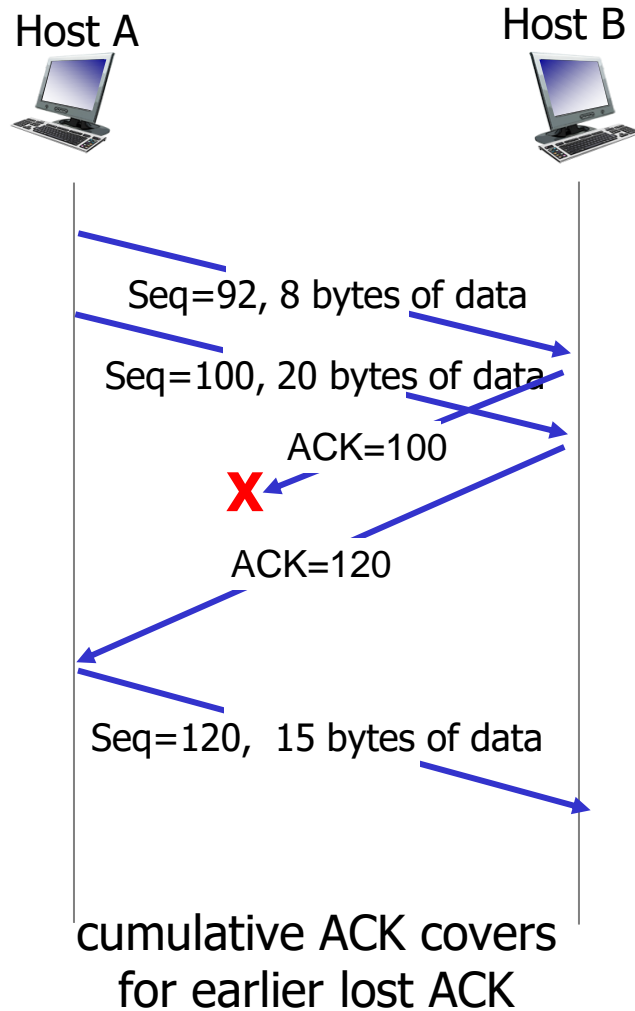 Host A
Host B
Seq=92, 8 bytes of data
Seq=100, 20 bytes of data
ACK=100
X
ACK=120
Seq=120, 15 bytes of data
cumulative ACK covers
for earlier lost ACK